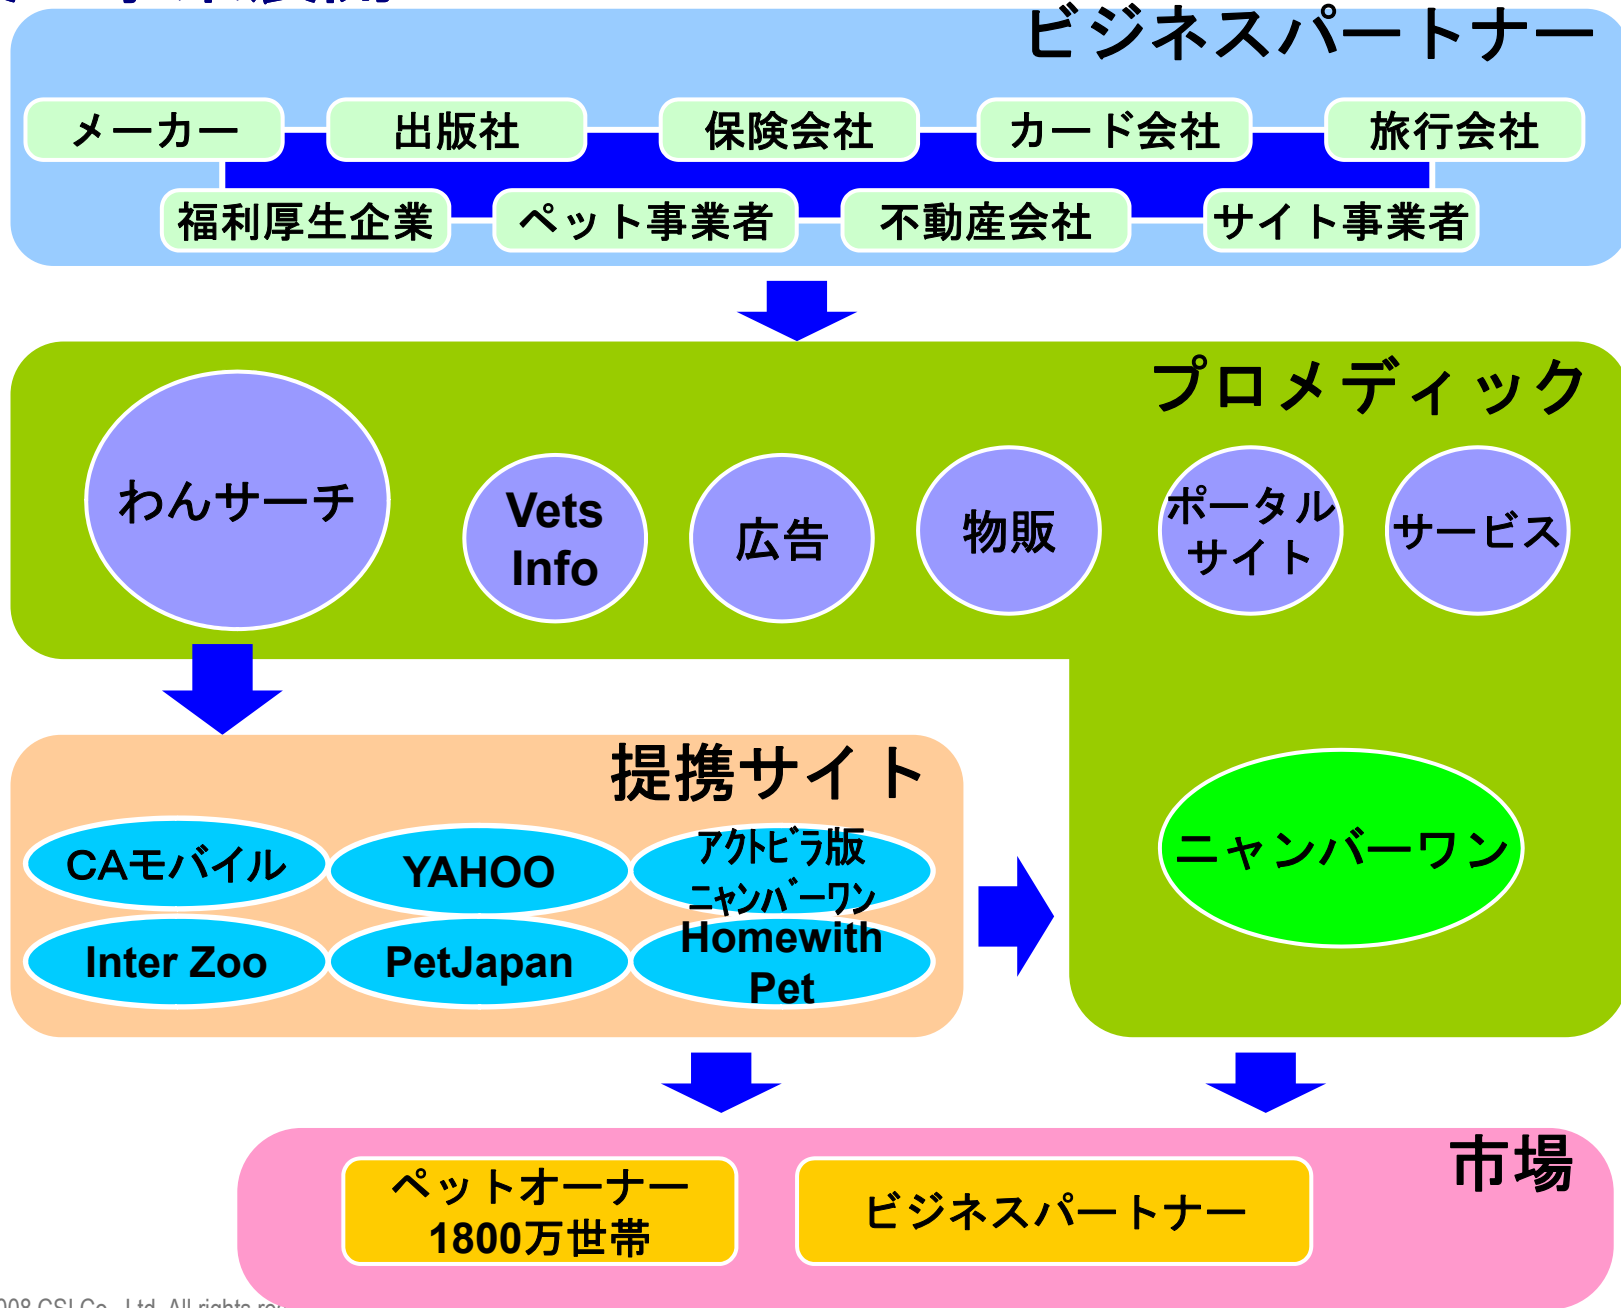 ビジネスパートナー
メーカー
出版社
保険会社
カード会社
旅行会社
福利厚生企業
ペット事業者
不動産会社
サイト事業者
プロメディック
わんサーチ
Vets
Info
広告
物販
ポータル
サイト
サービス
提携サイト
CAモバイル
YAHOO
ｱｸﾄﾋﾞﾗ版
ﾆｬﾝﾊﾞｰﾜﾝ
Inter Zoo
PetJapan
Homewith
Pet
ニャンバーワン
市場
ペットオーナー
1800万世帯
ビジネスパートナー
CSI Co., Ltd. All rights